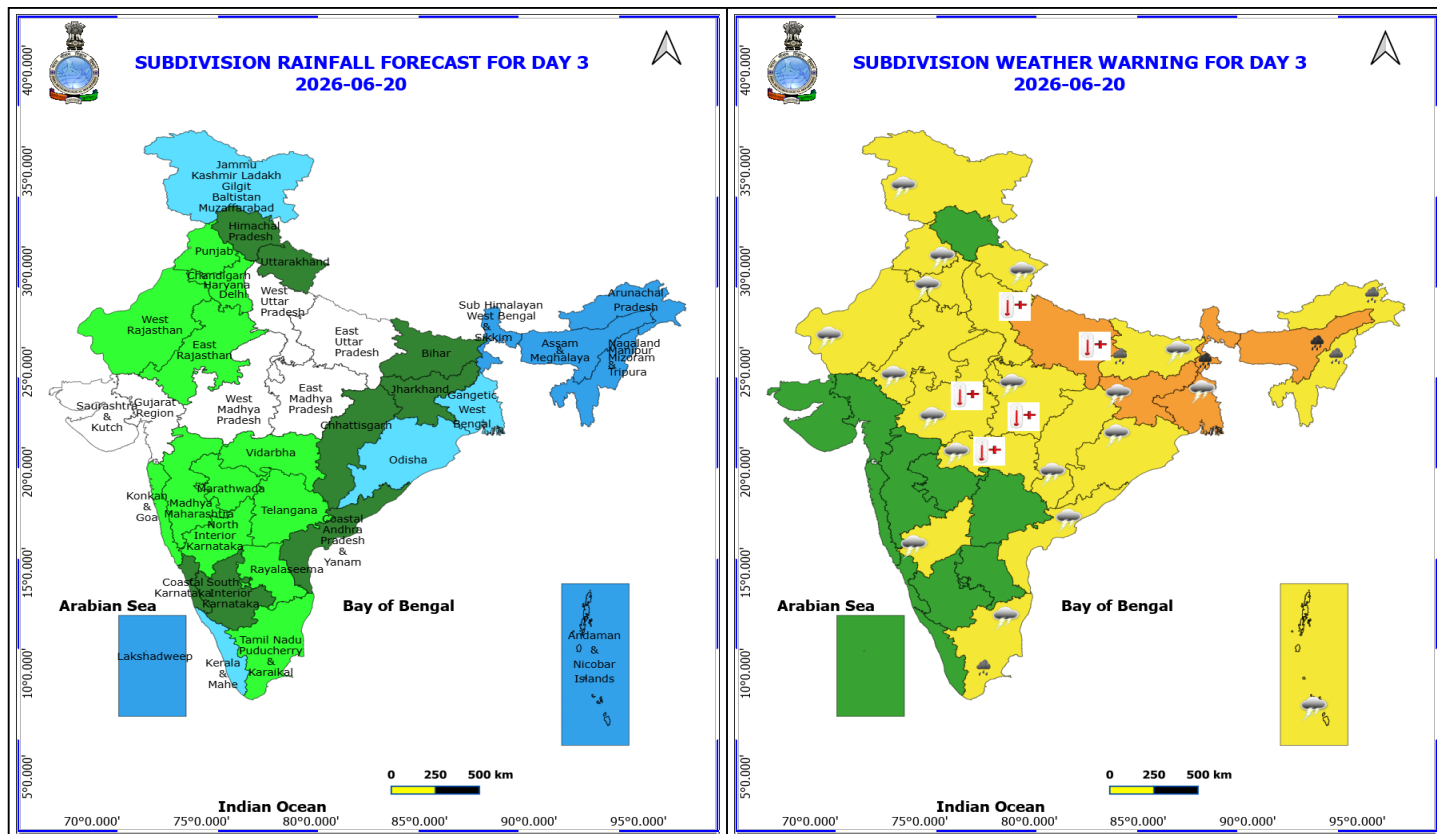 SUBDIVISION RAINFALL FORECAST FOR DAY 3
2026-06-20
40°0.000'
35°0.000'
30°0.000'
25°0.000'
20°0.000'
15°0.000'
10°0.000'
5°0.000'
Jammu
Kashmir Ladakh
Gilgit
Baltistan
Muzaffarabad
Himachal
Pradesh
Punjab
Uttarakhand
Chandigarh
Haryana
Delhi
West
Uttar
Pradesh
West
Rajasthan
East
Rajasthan
East
Uttar
Pradesh
Bihar
Sub Himalayan
West Bengal
&
Sikkim
Arunachal
Pradesh
Assam
&
Meghalaya
Nagaland
Manipur
Mizoram
&
Tripura
Jharkhand
Gangetic
West
Bengal
Saurashtra
&
Kutch
Gujarat
Region
West
Madhya
Pradesh
East
Madhya
Pradesh
Chhattisgarh
Odisha
Vidarbha
Marathwada
Madhya
Maharashtra
Konkan
&
Goa
North
Interior
Karnataka
Telangana
Coastal
Andhra
Pradesh
&
Yanam
Rayalaseema
Coastal
Karnataka
South
Interior
Karnataka
Tamil Nadu
Puducherry
&
Karaikal
Kerala
&
Mahe
Arabian Sea
Lakshadweep
Bay of Bengal
Andaman
&
Nicobar
Islands
0 250 500 km
Indian Ocean
70°0.000' 75°0.000' 80°0.000' 85°0.000' 90°0.000' 95°0.000'
SUBDIVISION WEATHER WARNING FOR DAY 3
2026-06-20
40°0.000'
35°0.000'
30°0.000'
25°0.000'
20°0.000'
15°0.000'
10°0.000'
5°0.000'
Arabian Sea
Bay of Bengal
0 250 500 km
Indian Ocean
70°0.000' 75°0.000' 80°0.000' 85°0.000' 90°0.000' 95°0.000'